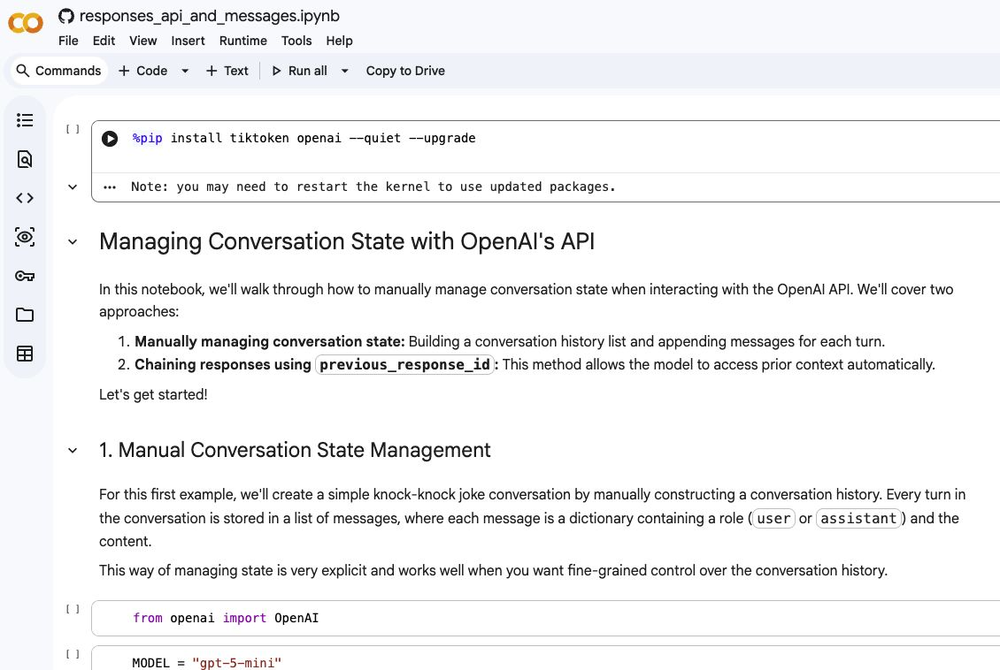 responses_api_and_messages.ipynb
File Edit View Insert Runtime Tools Help
Commands + Code + Text Run all Copy to Drive
[ ] %pip install tiktoken openai --quiet --upgrade
... Note: you may need to restart the kernel to use updated packages.
Managing Conversation State with OpenAI's API
In this notebook, we'll walk through how to manually manage conversation state when interacting with the OpenAI API. We'll cover two
approaches:
1. Manually managing conversation state: Building a conversation history list and appending messages for each turn.
2. Chaining responses using previous_response_id: This method allows the model to access prior context automatically.
Let's get started!
1. Manual Conversation State Management
For this first example, we'll create a simple knock-knock joke conversation by manually constructing a conversation history. Every turn in
the conversation is stored in a list of messages, where each message is a dictionary containing a role (user or assistant) and the
content.
This way of managing state is very explicit and works well when you want fine-grained control over the conversation history.
[ ] from openai import OpenAI
[ ] MODEL = "gpt-5-mini"